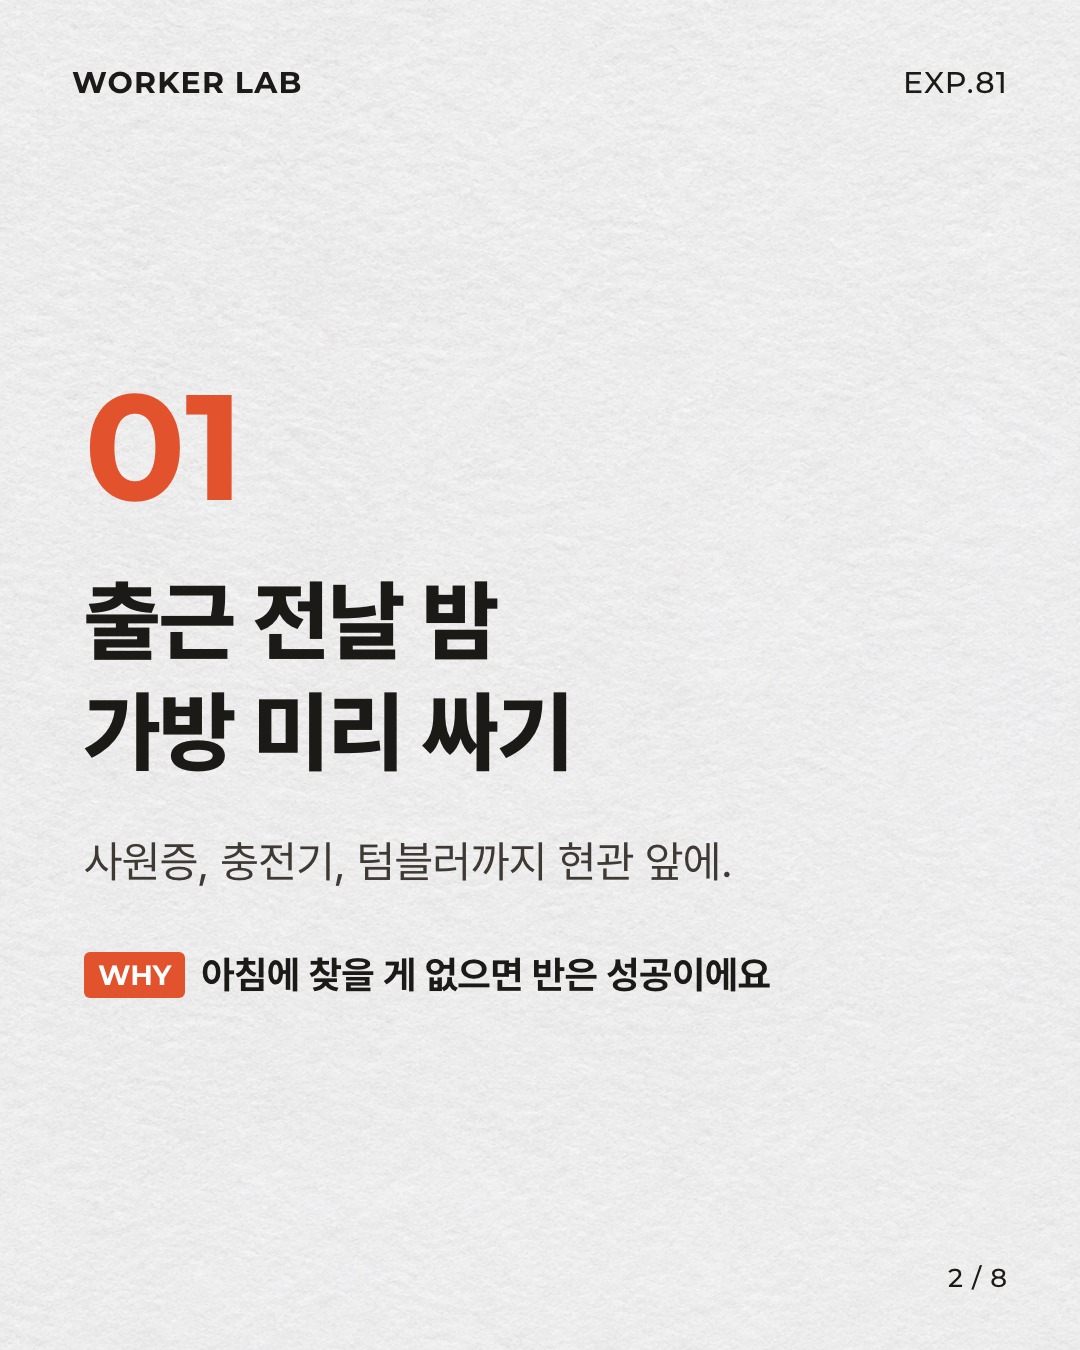 WORKER LAB
EXP.81
01
출근 전날 밤
가방 미리 싸기
사원증, 충전기, 텀블러까지 현관 앞에.
WHY 아침에 찾을 게 없으면 반은 성공이에요
2 / 8